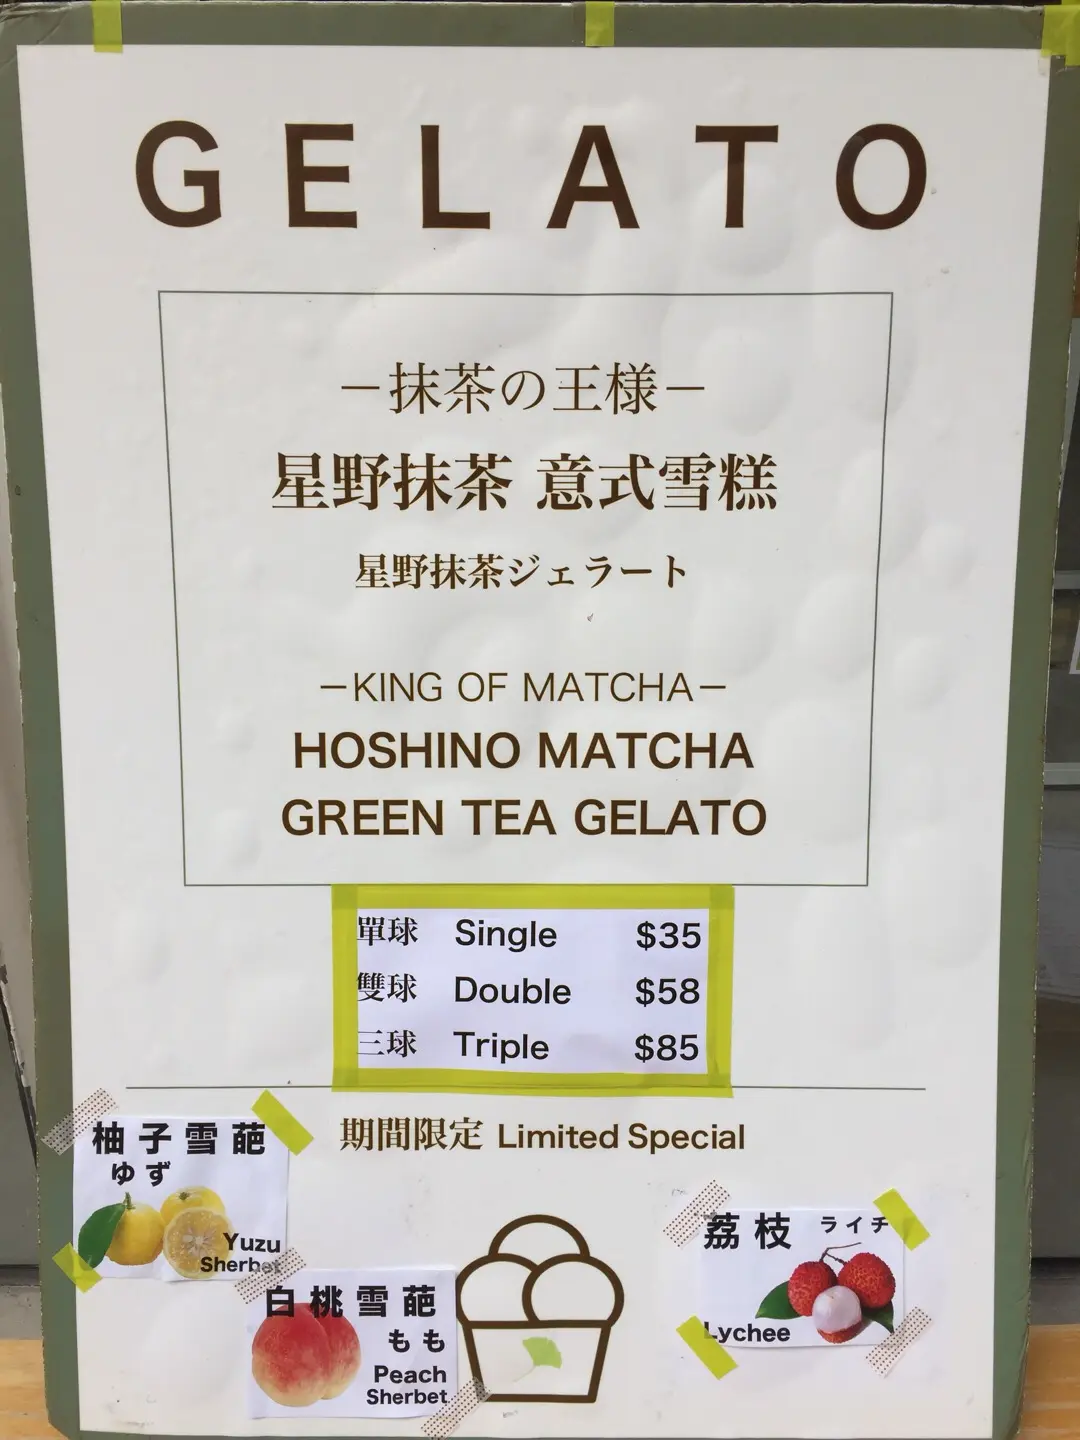 GELATO
－抹茶の王様－
星野抹茶 意式雪糕
星野抹茶ジェラート
－KING OF MATCHA－
HOSHINO MATCHA
GREEN TEA GELATO
單球 Single $35
雙球 Double $58
三球 Triple $85
期間限定 Limited Special
柚子雪葩
ゆず
Yuzu
Sherbet
白桃雪葩
もも
Peach
Sherbet
荔枝 ライチ
Lychee